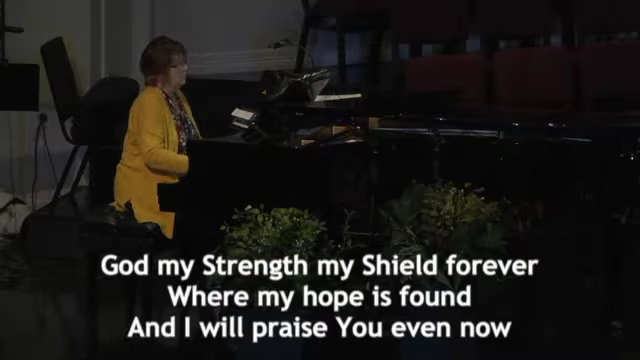 God my Strength my Shield forever
Where my hope is found
And I will praise You even now